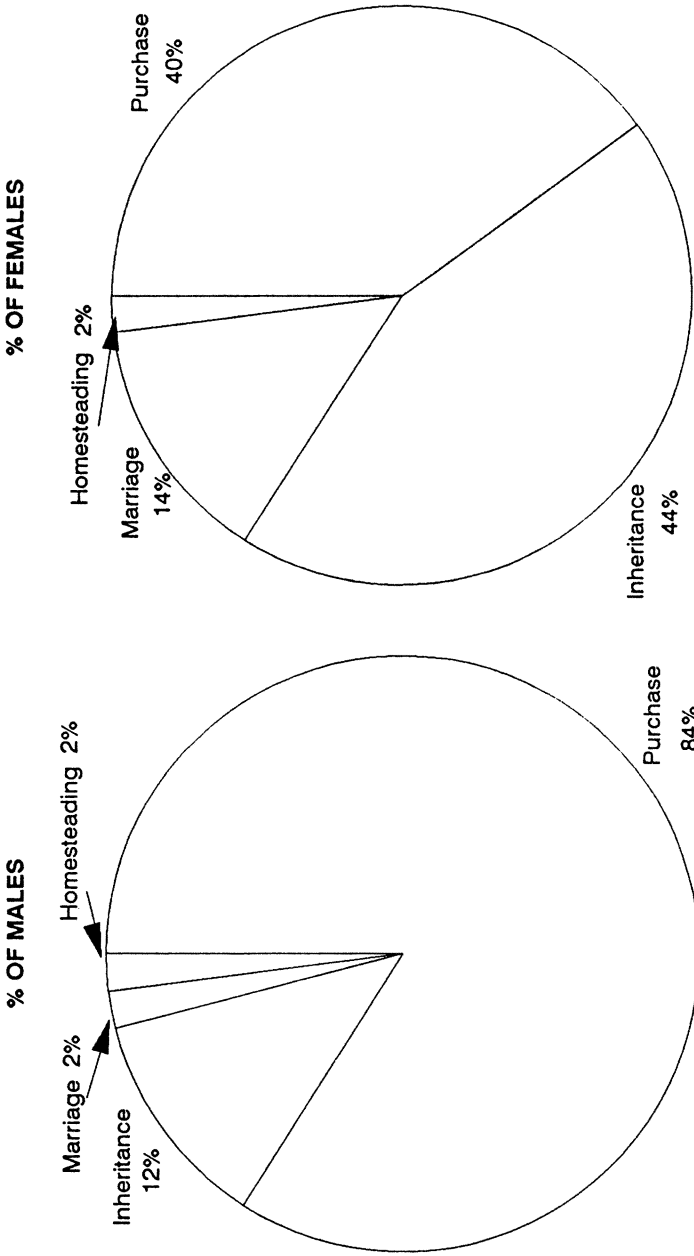 % OF MALES
Homesteading 2%
Marriage 2%
Inheritance
12%
Purchase
84%
% OF FEMALES
Homesteading 2%
Marriage
14%
Purchase
40%
Inheritance
44%